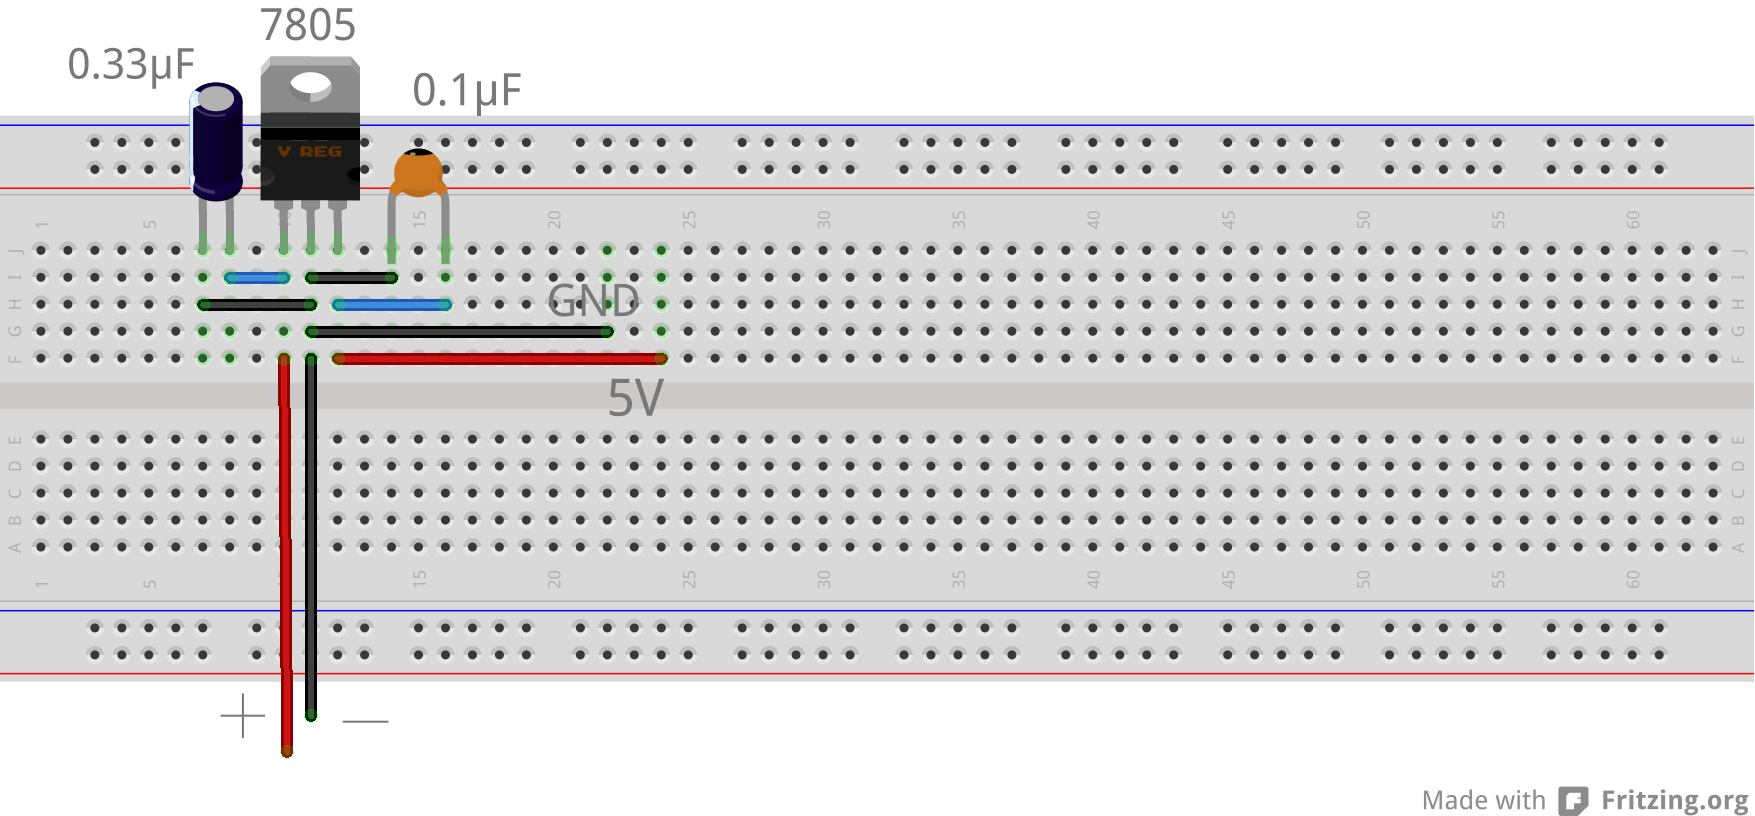 7805
0.33µF
0.1µF
V REG
1 5 10 15 20 25 30 35 40 45 50 55 60
J J
I I
H H
GND
G G
F F
5V
E E
D D
C C
B B
A A
1 5 15 20 25 30 35 40 45 50 55 60
+ —
Made with Fritzing.org